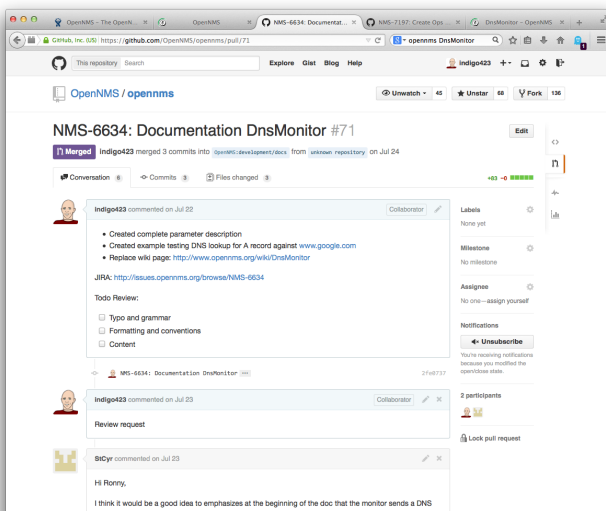 OpenNMS – The OpenN...
OpenNMS
NMS-6634: Documentat...
NMS-7197: Create Ops ...
DnsMonitor – OpenNMS
GitHub, Inc. (US) https://github.com/OpenNMS/opennms/pull/71
opennms DnsMonitor
This repository Search
Explore Gist Blog Help
indigo423
OpenNMS / opennms
Unwatch 45
Unstar 68
Fork 136
NMS-6634: Documentation DnsMonitor #71
Edit
Merged indigo423 merged 3 commits into OpenNMS:development/docs from unknown repository on Jul 24
Conversation 6
Commits 3
Files changed 3
+83 -0
indigo423 commented on Jul 22
Collaborator
Created complete parameter description
Created example testing DNS lookup for A record against www.google.com
Replace wiki page: http://www.opennms.org/wiki/DnsMonitor
JIRA: http://issues.opennms.org/browse/NMS-6634
Todo Review:
Typo and grammar
Formatting and conventions
Content
NMS-6634: Documentation DnsMonitor
indigo423 commented on Jul 23
Collaborator
Review request
StCyr commented on Jul 23
Hi Ronny,
I think it would be a good idea to emphasizes at the beginning of the doc that the monitor sends a DNS
Labels
None yet
Milestone
No milestone
Assignee
No one – assign yourself
Notifications
Unsubscribe
You're receiving notifications
because you modified the
open/close state.
2 participants
Lock pull request